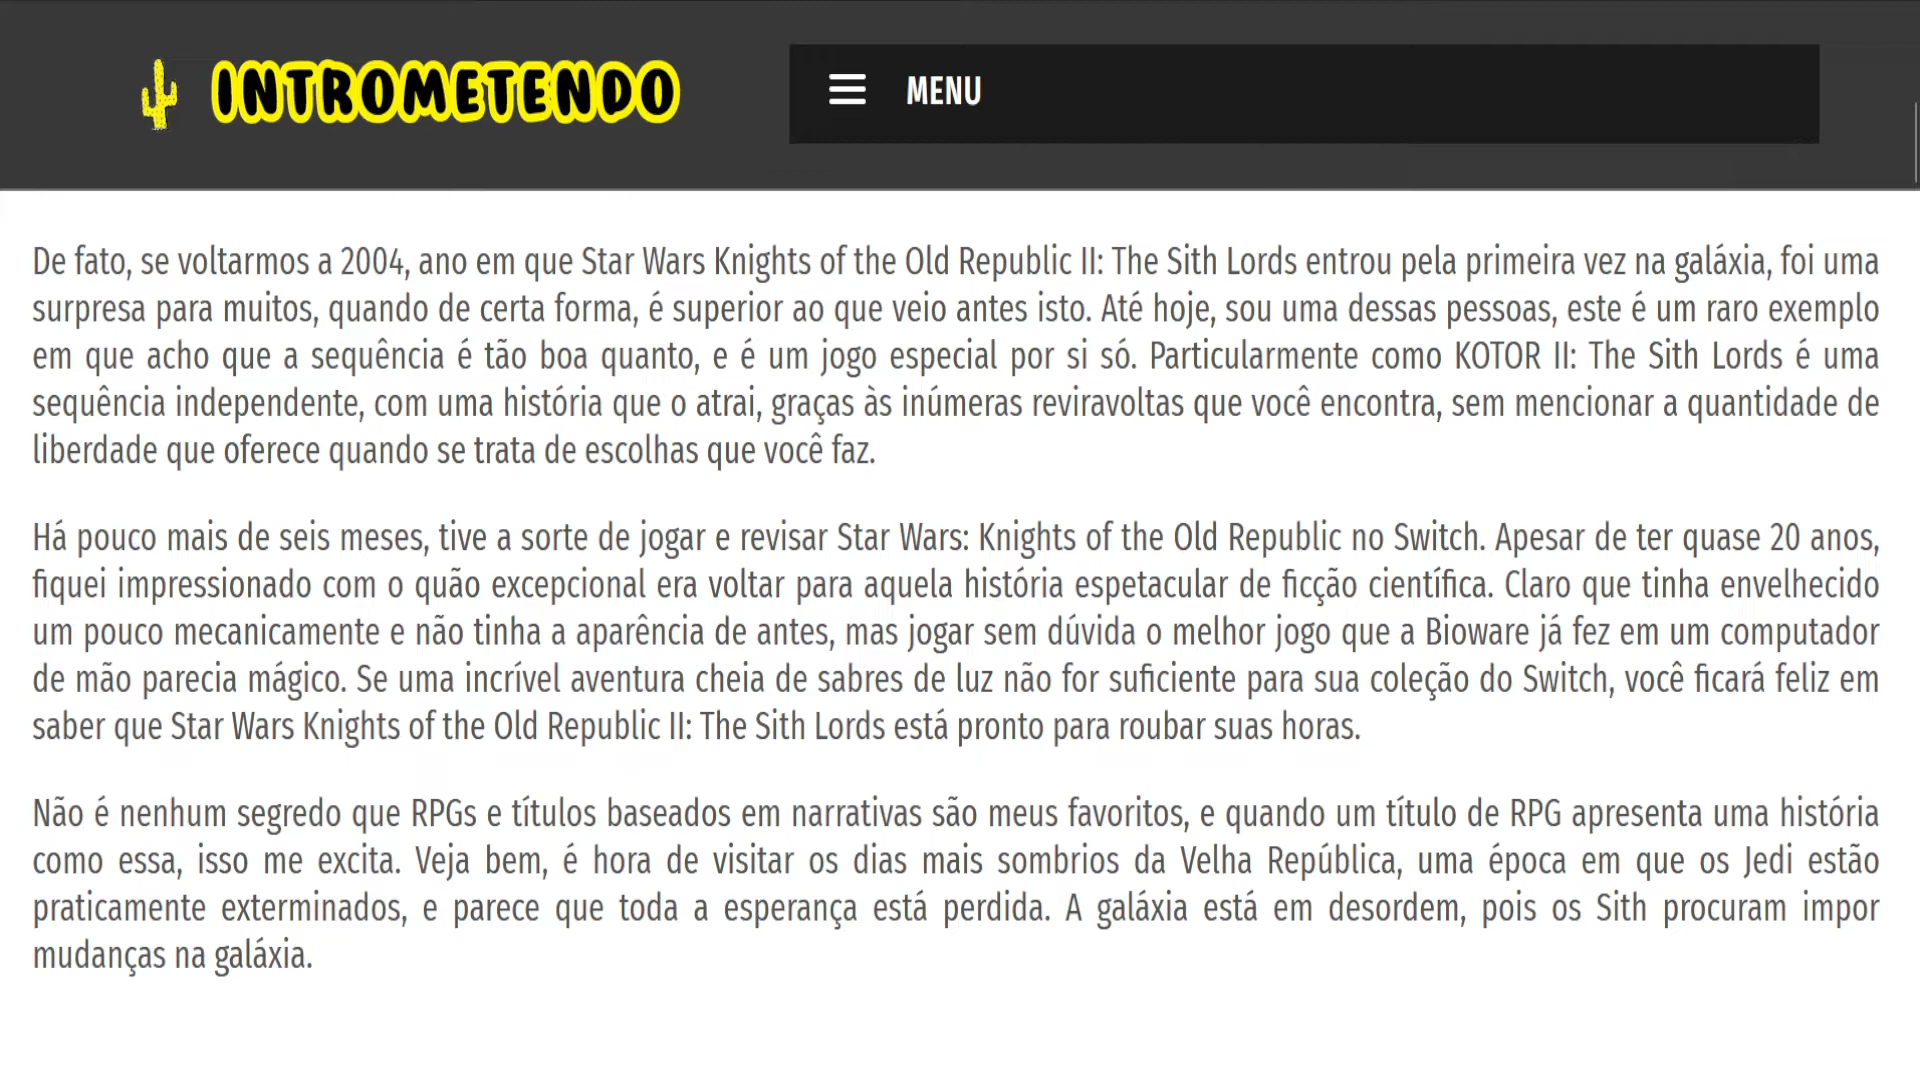 INTROMETENDO
MENU
De fato, se voltarmos a 2004, ano em que Star Wars Knights of the Old Republic II: The Sith Lords entrou pela primeira vez na galáxia, foi uma
surpresa para muitos, quando de certa forma, é superior ao que veio antes isto. Até hoje, sou uma dessas pessoas, este é um raro exemplo
em que acho que a sequência é tão boa quanto, e é um jogo especial por si só. Particularmente como KOTOR II: The Sith Lords é uma
sequência independente, com uma história que o atrai, graças às inúmeras reviravoltas que você encontra, sem mencionar a quantidade de
liberdade que oferece quando se trata de escolhas que você faz.
Há pouco mais de seis meses, tive a sorte de jogar e revisar Star Wars: Knights of the Old Republic no Switch. Apesar de ter quase 20 anos,
fiquei impressionado com o quão excepcional era voltar para aquela história espetacular de ficção científica. Claro que tinha envelhecido
um pouco mecanicamente e não tinha a aparência de antes, mas jogar sem dúvida o melhor jogo que a Bioware já fez em um computador
de mão parecia mágico. Se uma incrível aventura cheia de sabres de luz não for suficiente para sua coleção do Switch, você ficará feliz em
saber que Star Wars Knights of the Old Republic II: The Sith Lords está pronto para roubar suas horas.
Não é nenhum segredo que RPGs e títulos baseados em narrativas são meus favoritos, e quando um título de RPG apresenta uma história
como essa, isso me excita. Veja bem, é hora de visitar os dias mais sombrios da Velha República, uma época em que os Jedi estão
praticamente exterminados, e parece que toda a esperança está perdida. A galáxia está em desordem, pois os Sith procuram impor
mudanças na galáxia.